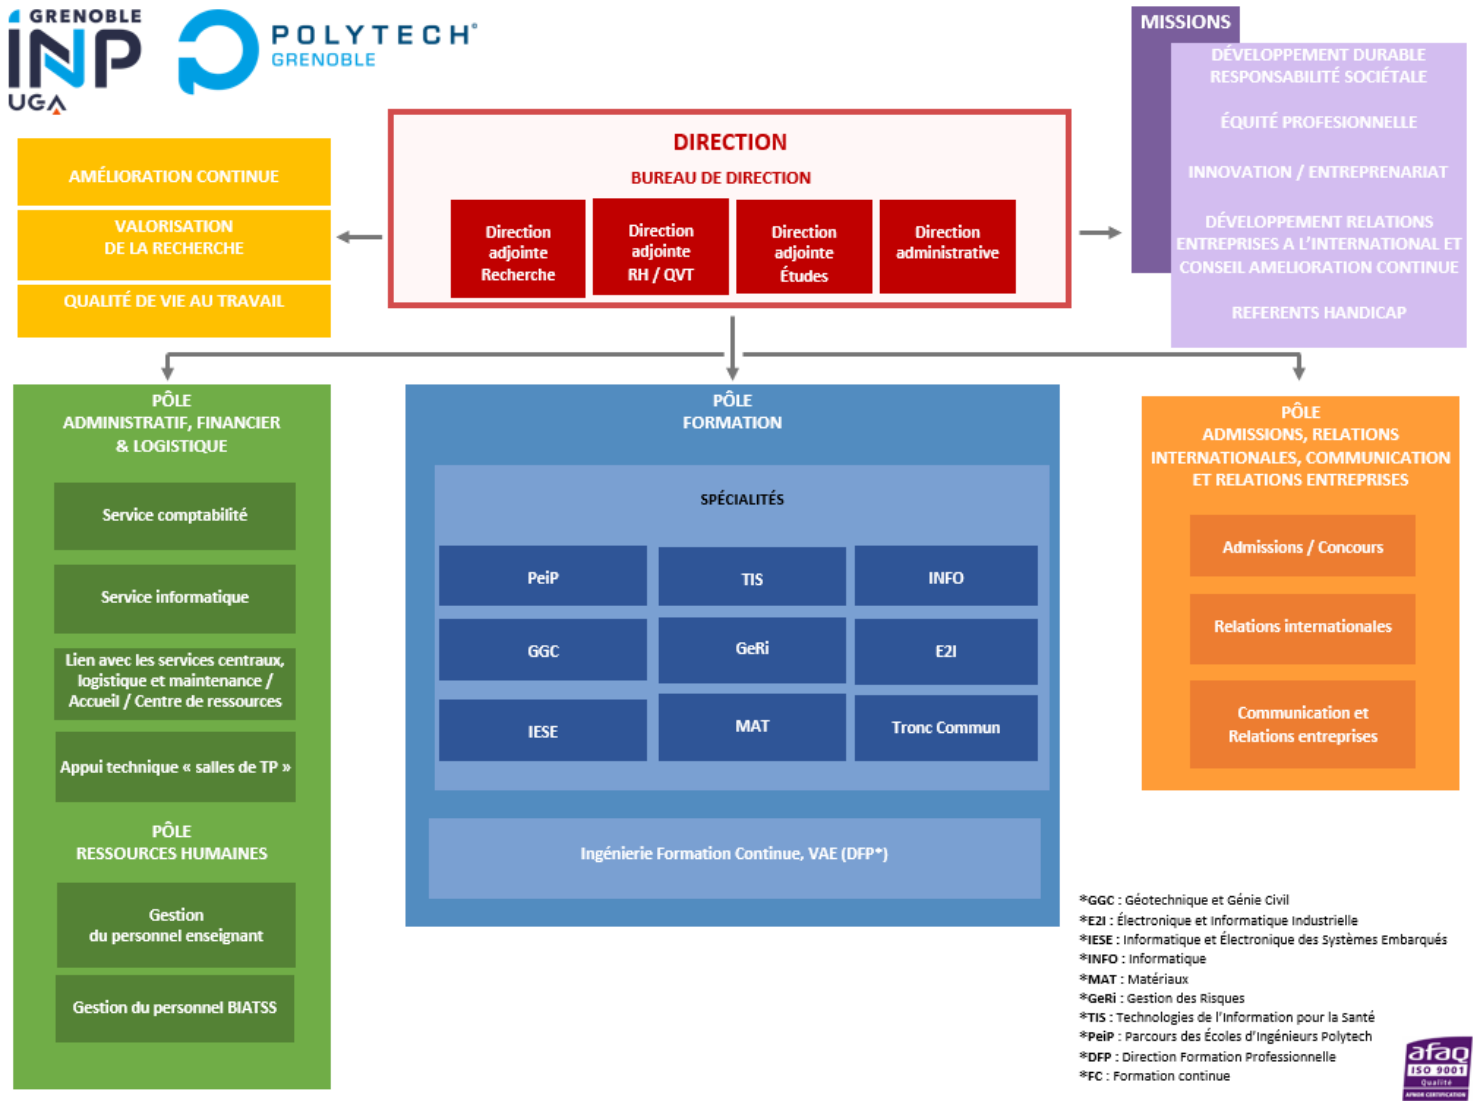 GRENOBLE
INP
UGA
POLYTECH®
GRENOBLE
MISSIONS
DÉVELOPPEMENT DURABLE
RESPONSABILITÉ SOCIÉTALE
ÉQUITÉ PROFESIONNELLE
INNOVATION / ENTREPRENARIAT
DÉVELOPPEMENT RELATIONS
ENTREPRISES A L’INTERNATIONAL ET
CONSEIL AMELIORATION CONTINUE
REFERENTS HANDICAP
AMÉLIORATION CONTINUE
VALORISATION
DE LA RECHERCHE
QUALITÉ DE VIE AU TRAVAIL
DIRECTION
BUREAU DE DIRECTION
Direction
adjointe
Recherche
Direction
adjointe
RH / QVT
Direction
adjointe
Études
Direction
administrative
PÔLE
ADMINISTRATIF, FINANCIER
& LOGISTIQUE
Service comptabilité
Service informatique
Lien avec les services centraux,
logistique et maintenance /
Accueil / Centre de ressources
Appui technique « salles de TP »
PÔLE
RESSOURCES HUMAINES
Gestion
du personnel enseignant
Gestion du personnel BIATSS
PÔLE
FORMATION
SPÉCIALITÉS
PeiP
TIS
INFO
GGC
GeRi
E2I
IESE
MAT
Tronc Commun
Ingénierie Formation Continue, VAE (DFP*)
PÔLE
ADMISSIONS, RELATIONS
INTERNATIONALES, COMMUNICATION
ET RELATIONS ENTREPRISES
Admissions / Concours
Relations internationales
Communication et
Relations entreprises
*GGC : Géotechnique et Génie Civil
*E2I : Électronique et Informatique Industrielle
*IESE : Informatique et Électronique des Systèmes Embarqués
*INFO : Informatique
*MAT : Matériaux
*GeRi : Gestion des Risques
*TIS : Technologies de l’Information pour la Santé
*PeiP : Parcours des Écoles d’Ingénieurs Polytech
*DFP : Direction Formation Professionnelle
*FC : Formation continue
afaq
ISO 9001
Qualité
AFNOR CERTIFICATION